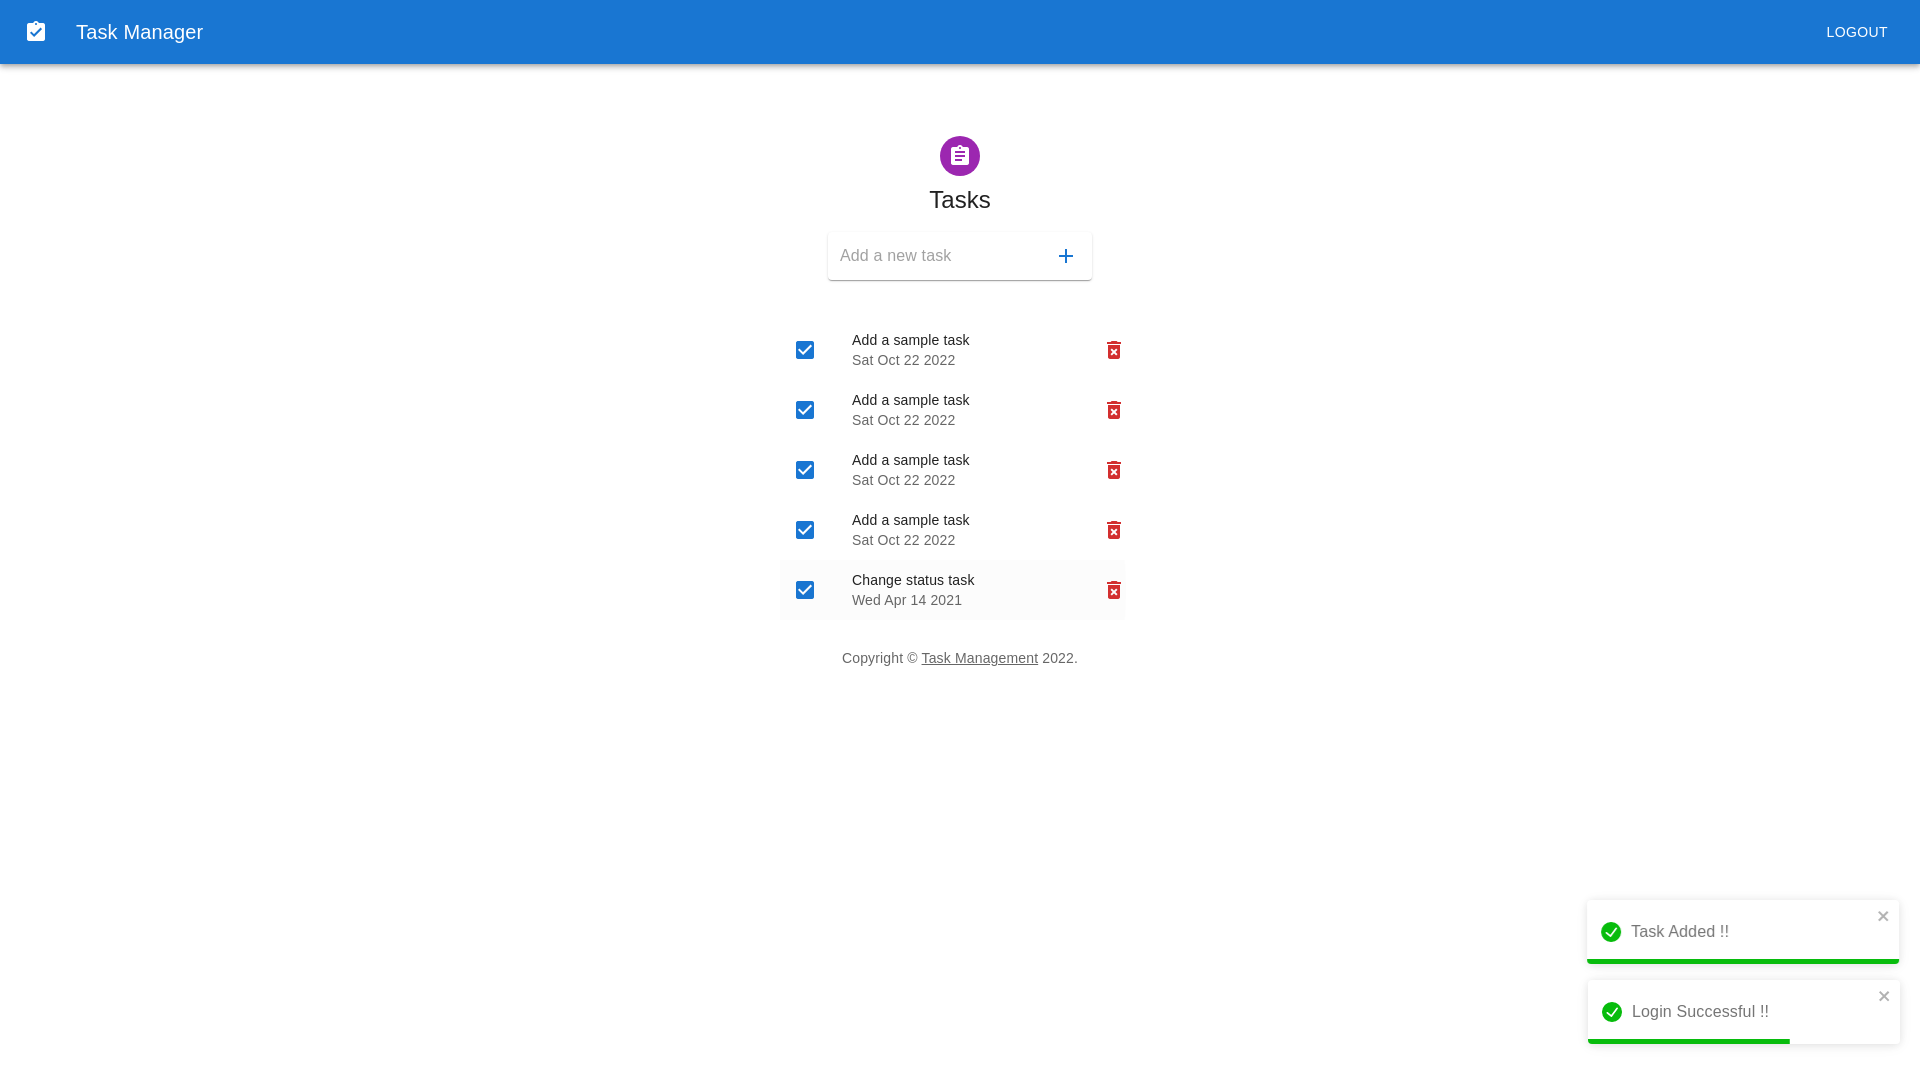 Task Manager
LOGOUT
Tasks
Add a new task
Add a sample task
Sat Oct 22 2022
Add a sample task
Sat Oct 22 2022
Add a sample task
Sat Oct 22 2022
Add a sample task
Sat Oct 22 2022
Change status task
Wed Apr 14 2021
Copyright © Task Management 2022.
Task Added !!
Login Successful !!